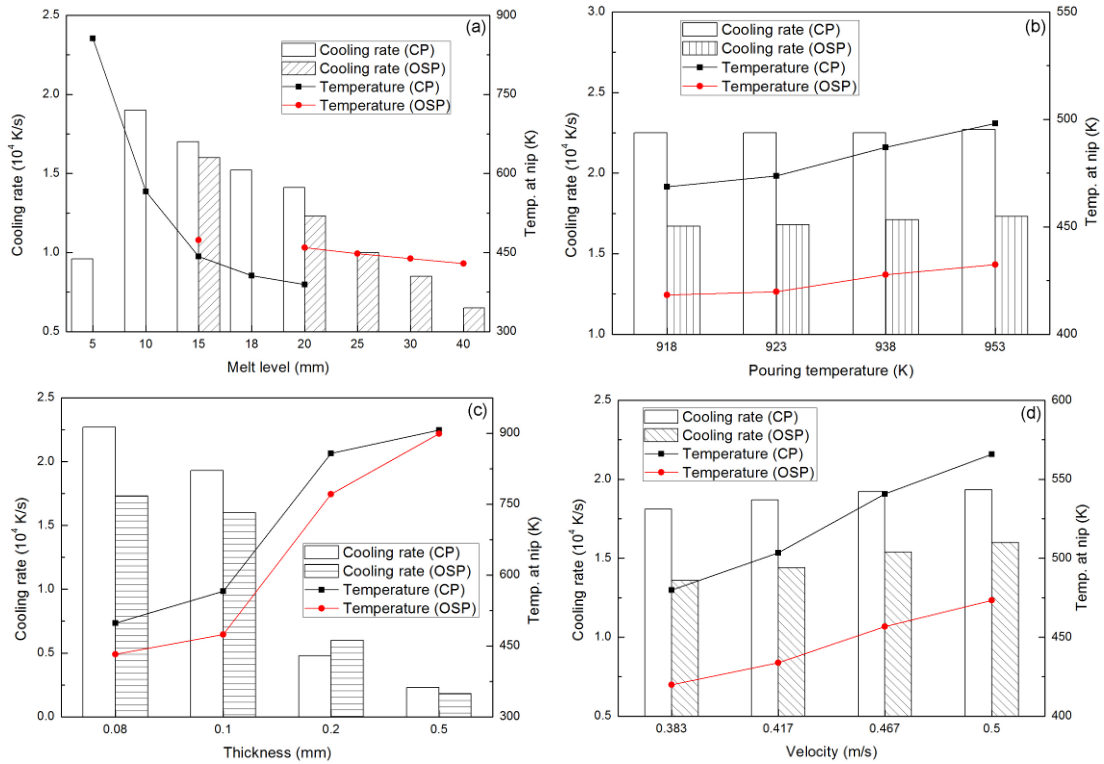 (a)
Cooling rate (CP)
Cooling rate (OSP)
Temperature (CP)
Temperature (OSP)
2.5
2.0
1.5
1.0
0.5
Cooling rate (10⁴ K/s)
900
750
600
450
300
Temp. at nip (K)
5 10 15 18 20 25 30 40
Melt level (mm)
(b)
Cooling rate (CP)
Cooling rate (OSP)
Temperature (CP)
Temperature (OSP)
3.0
2.5
2.0
1.5
1.0
Cooling rate (10⁴ K/s)
550
500
450
400
Temp. at nip (K)
918 923 938 953
Pouring temperature (K)
(c)
2.5
2.0
1.5
1.0
0.5
0.0
Cooling rate (10⁴ K/s)
Cooling rate (CP)
Cooling rate (OSP)
Temperature (CP)
Temperature (OSP)
900
750
600
450
300
Temp. at nip (K)
0.08 0.1 0.2 0.5
Thickness (mm)
(d)
Cooling rate (CP)
Cooling rate (OSP)
Temperature (CP)
Temperature (OSP)
2.5
2.0
1.5
1.0
0.5
Cooling rate (10⁴ K/s)
600
550
500
450
400
Temp. at nip (K)
0.383 0.417 0.467 0.5
Velocity (m/s)